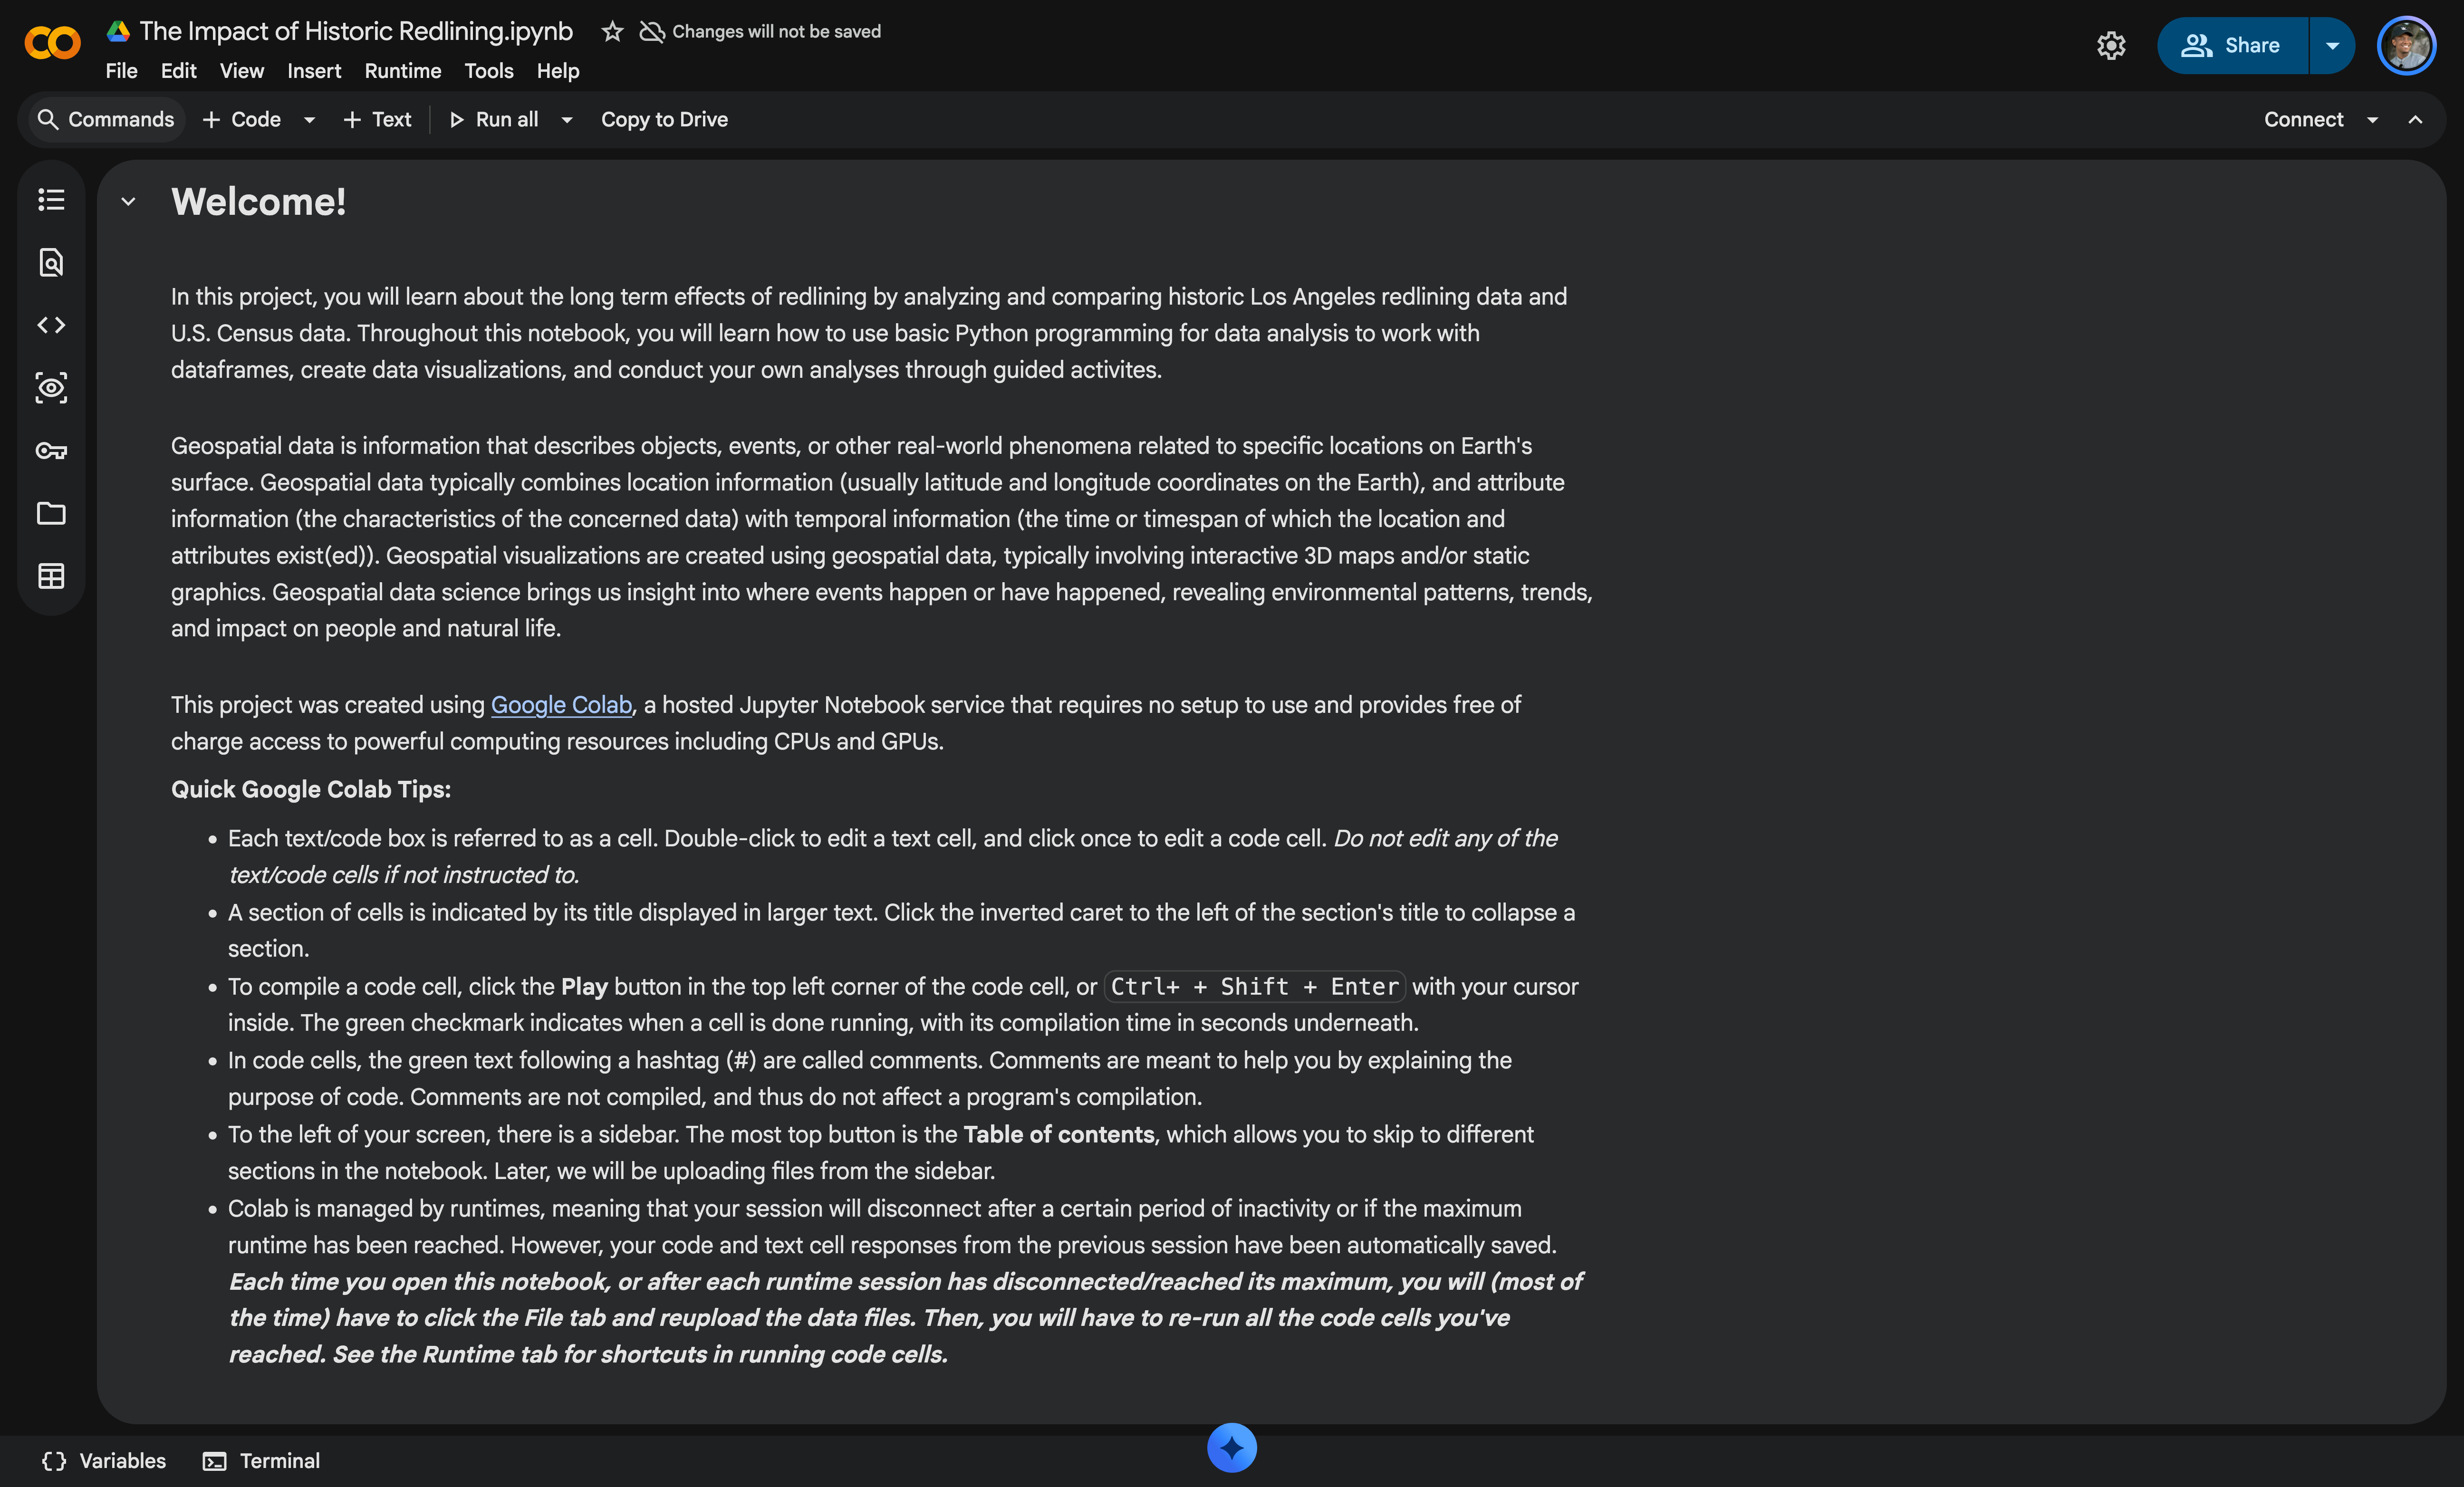 The Impact of Historic Redlining.ipynb
Changes will not be saved
Share
File Edit View Insert Runtime Tools Help
Commands + Code + Text Run all Copy to Drive
Connect
Welcome!
In this project, you will learn about the long term effects of redlining by analyzing and comparing historic Los Angeles redlining data and
U.S. Census data. Throughout this notebook, you will learn how to use basic Python programming for data analysis to work with
dataframes, create data visualizations, and conduct your own analyses through guided activites.
Geospatial data is information that describes objects, events, or other real-world phenomena related to specific locations on Earth's
surface. Geospatial data typically combines location information (usually latitude and longitude coordinates on the Earth), and attribute
information (the characteristics of the concerned data) with temporal information (the time or timespan of which the location and
attributes exist(ed)). Geospatial visualizations are created using geospatial data, typically involving interactive 3D maps and/or static
graphics. Geospatial data science brings us insight into where events happen or have happened, revealing environmental patterns, trends,
and impact on people and natural life.
This project was created using Google Colab, a hosted Jupyter Notebook service that requires no setup to use and provides free of
charge access to powerful computing resources including CPUs and GPUs.
Quick Google Colab Tips:
• Each text/code box is referred to as a cell. Double-click to edit a text cell, and click once to edit a code cell. Do not edit any of the
text/code cells if not instructed to.
• A section of cells is indicated by its title displayed in larger text. Click the inverted caret to the left of the section's title to collapse a
section.
• To compile a code cell, click the Play button in the top left corner of the code cell, or Ctrl+ + Shift + Enter with your cursor
inside. The green checkmark indicates when a cell is done running, with its compilation time in seconds underneath.
• In code cells, the green text following a hashtag (#) are called comments. Comments are meant to help you by explaining the
purpose of code. Comments are not compiled, and thus do not affect a program's compilation.
• To the left of your screen, there is a sidebar. The most top button is the Table of contents, which allows you to skip to different
sections in the notebook. Later, we will be uploading files from the sidebar.
• Colab is managed by runtimes, meaning that your session will disconnect after a certain period of inactivity or if the maximum
runtime has been reached. However, your code and text cell responses from the previous session have been automatically saved.
Each time you open this notebook, or after each runtime session has disconnected/reached its maximum, you will (most of
the time) have to click the File tab and reupload the data files. Then, you will have to re-run all the code cells you've
reached. See the Runtime tab for shortcuts in running code cells.
Variables Terminal